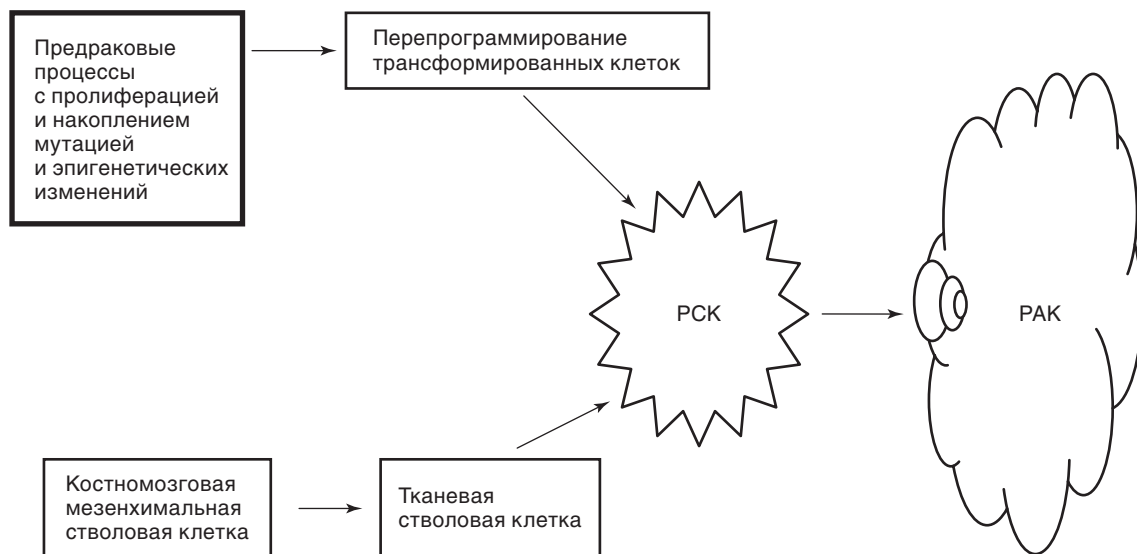 Предраковые
процессы
с пролиферацией
и накоплением
мутацией
и эпигенетических
изменений
Перепрограммирование
трансформированных клеток
РСК
РАК
Костномозговая
мезенхимальная
стволовая клетка
Тканевая
стволовая клетка